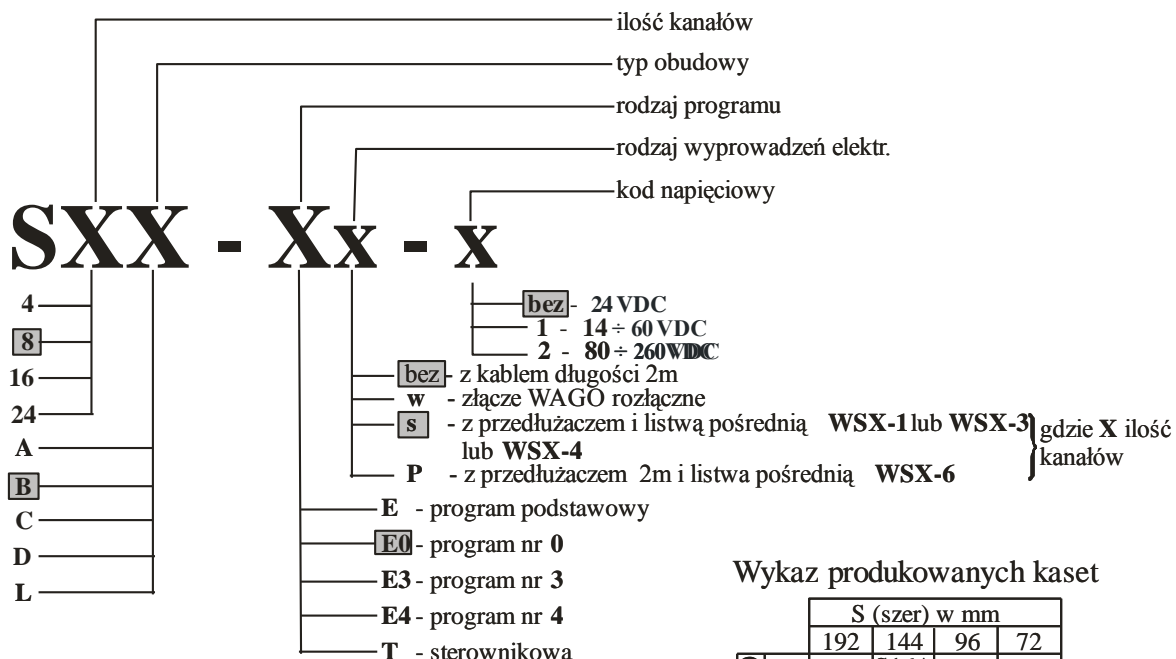 ilość kanałów
typ obudowy
rodzaj programu
rodzaj wyprowadzeń elektr.
kod napięciowy
SXX - Xx - x
4
8
16
24
A
B
C
D
L
bez - 24 VDC
1 - 14 ÷ 60 VDC
2 - 80 ÷ 260VDC
bez - z kablem długości 2m
w - złącze WAGO rozłączne
s - z przedłużaczem i listwą pośrednią WSX-1 lub WSX-3
lub WSX-4
P - z przedłużaczem 2m i listwa pośrednią WSX-6
gdzie X ilość
kanałów
E - program podstawowy
E0 - program nr 0
E3 - program nr 3
E4 - program nr 4
T - sterownikowa
Wykaz produkowanych kaset
S (szer) w mm
192 144 96 72